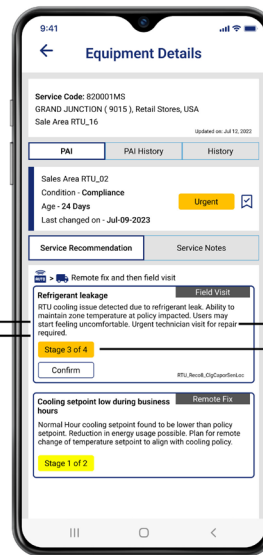 9:41
Equipment Details
Service Code: 820001MS
GRAND JUNCTION ( 9015 ), Retail Stores, USA
Sale Area RTU_16
Updated on: Jul 12, 2022
PAI
PAI History
History
Sales Area RTU_02
Condition - Compliance
Age - 24 Days
Last changed on - Jul-09-2023
Urgent
Service Recommendation
Service Notes
> Remote fix and then field visit
Refrigerant leakage
Field Visit
RTU cooling issue detected due to refrigerant leak. Ability to
maintain zone temperature at policy impacted. Users may
start feeling uncomfortable. Urgent technician visit for repair
required.
Stage 3 of 4
Confirm
Cooling setpoint low during business
hours
Remote Fix
Normal Hour cooling setpoint found to be lower than policy
setpoint. Reduction in energy usage possible. Plan for remote
change of temperature setpoint to align with cooling policy.
Stage 1 of 2